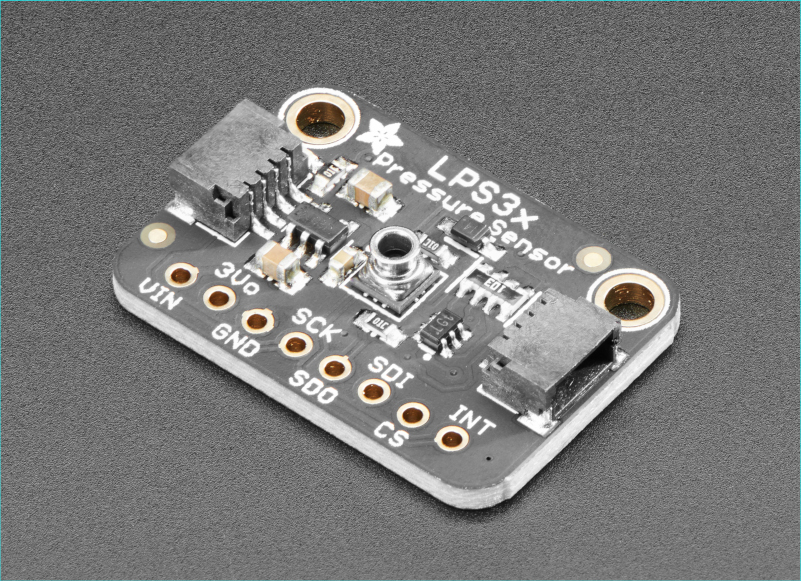 LPS3x
Pressure Sensor
VIN
3Vo
GND
SCK
SDO
SDI
CS
INT